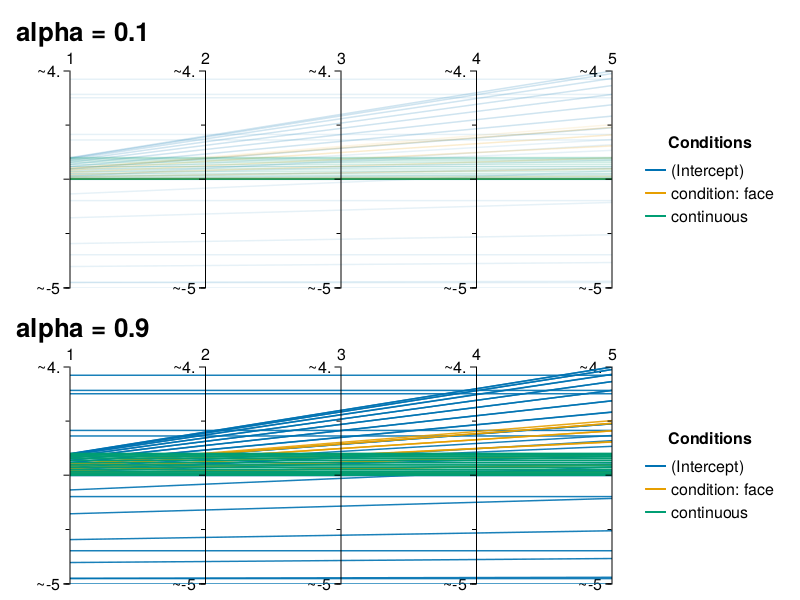 alpha = 0.1
1 2 3 4 5
~4. ~4. ~4. ~4. ~4.
Conditions
(Intercept)
condition: face
continuous
~-5 ~-5 ~-5 ~-5 ~-5
alpha = 0.9
1 2 3 4 5
~4. ~4. ~4. ~4. ~4.
Conditions
(Intercept)
condition: face
continuous
~-5 ~-5 ~-5 ~-5 ~-5